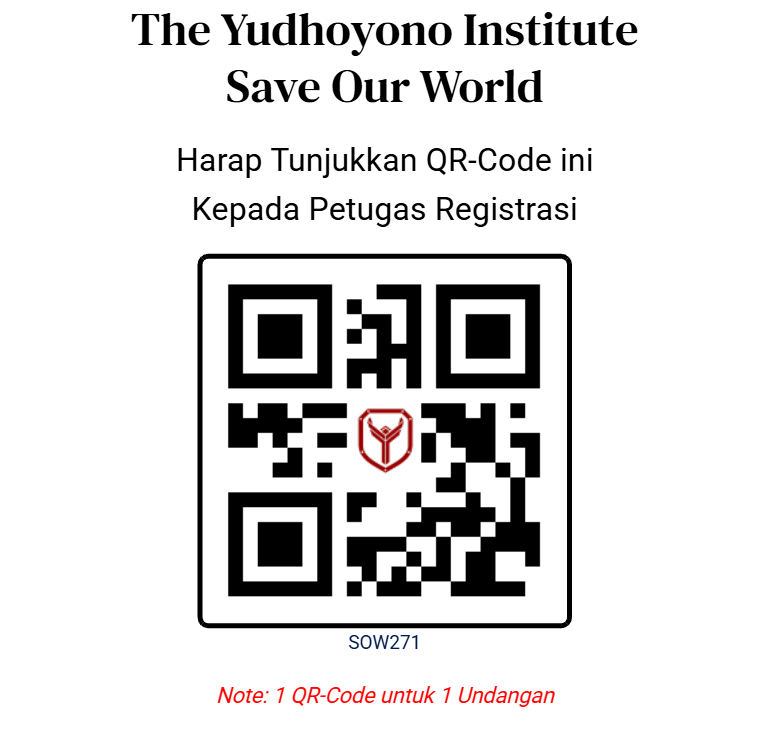 The Yudhoyono Institute
Save Our World
Harap Tunjukkan QR-Code ini
Kepada Petugas Registrasi
SOW271
Note: 1 QR-Code untuk 1 Undangan